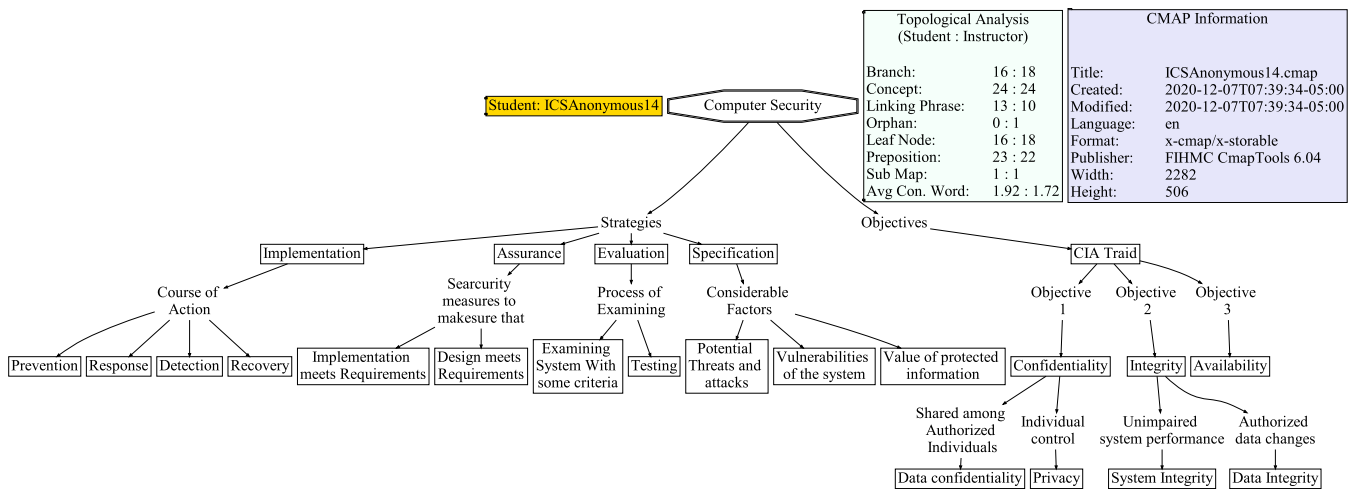 Topological Analysis
(Student : Instructor)
Branch: 16 : 18
Concept: 24 : 24
Linking Phrase: 13 : 10
Orphan: 0 : 1
Leaf Node: 16 : 18
Preposition: 23 : 22
Sub Map: 1 : 1
Avg Con. Word: 1.92 : 1.72
CMAP Information
Title: ICSAnonymous14.cmap
Created: 2020-12-07T07:39:34-05:00
Modified: 2020-12-07T07:39:34-05:00
Language: en
Format: x-cmap/x-storable
Publisher: FIHMC CmapTools 6.04
Width: 2282
Height: 506
Student: ICSAnonymous14
Computer Security
Strategies
Objectives
Implementation
Assurance
Evaluation
Specification
CIA Traid
Course of
Action
Searcurity
measures to
makesure that
Process of
Examining
Considerable
Factors
Objective
1
Objective
2
Objective
3
Prevention
Response
Detection
Recovery
Implementation
meets Requirements
Design meets
Requirements
Examining
System With
some criteria
Testing
Potential
Threats and
attacks
Vulnerabilities
of the system
Value of protected
information
Confidentiality
Integrity
Availability
Shared among
Authorized
Individuals
Individual
control
Unimpaired
system performance
Authorized
data changes
Data confidentiality
Privacy
System Integrity
Data Integrity